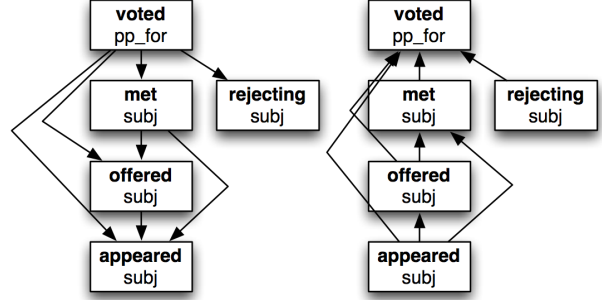 voted
pp_for
met
subj
rejecting
subj
offered
subj
appeared
subj
voted
pp_for
met
subj
rejecting
subj
offered
subj
appeared
subj